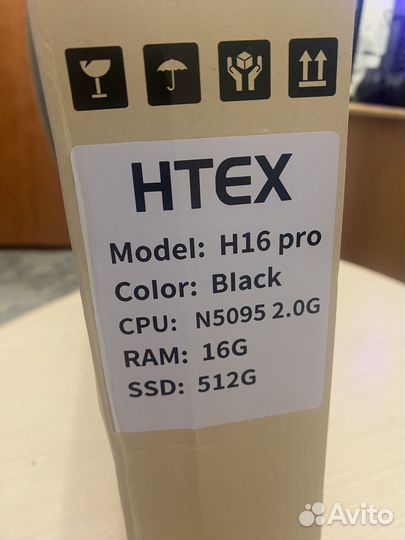 HTEX
Model: H16 pro
Color: Black
CPU: N5095 2.0G
RAM: 16G
SSD: 512G
Avito